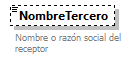 NombreTercero
Nombre o razón social del
receptor